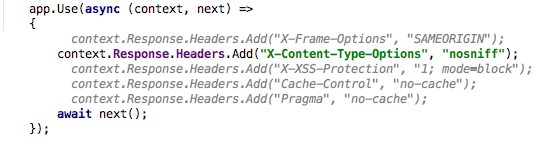 app.Use(async (context, next) =>
{
context.Response.Headers.Add("X-Frame-Options", "SAMEORIGIN");
context.Response.Headers.Add("X-Content-Type-Options", "nosniff");
context.Response.Headers.Add("X-XSS-Protection", "1; mode=block");
context.Response.Headers.Add("Cache-Control", "no-cache");
context.Response.Headers.Add("Pragma", "no-cache");
await next();
});